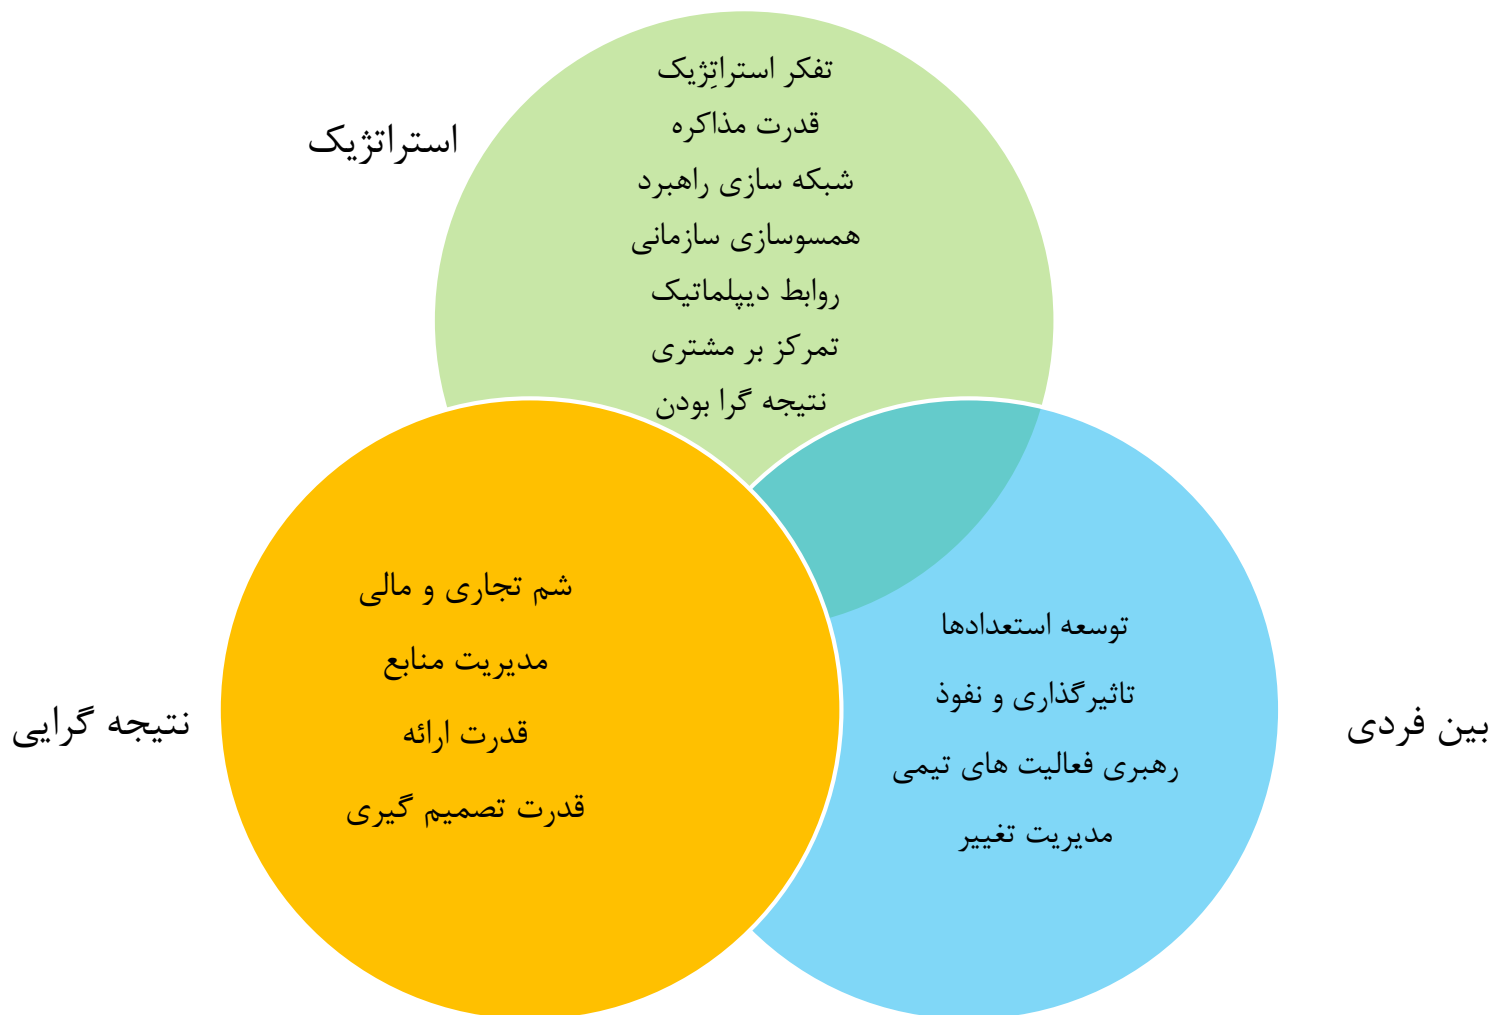 تفکر استراتِژیک
قدرت مذاکره
شبکه سازی راهبرد
همسوسازی سازمانی
روابط دیپلماتیک
تمرکز بر مشتری
نتیجه گرا بودن
استراتژیک
توسعه استعدادها
تاثیرگذاری و نفوذ
رهبری فعالیت های تیمی
مدیریت تغییر
بین فردی
شم تجاری و مالی
مدیریت منابع
قدرت ارائه
قدرت تصمیم گیری
نتیجه گرایی